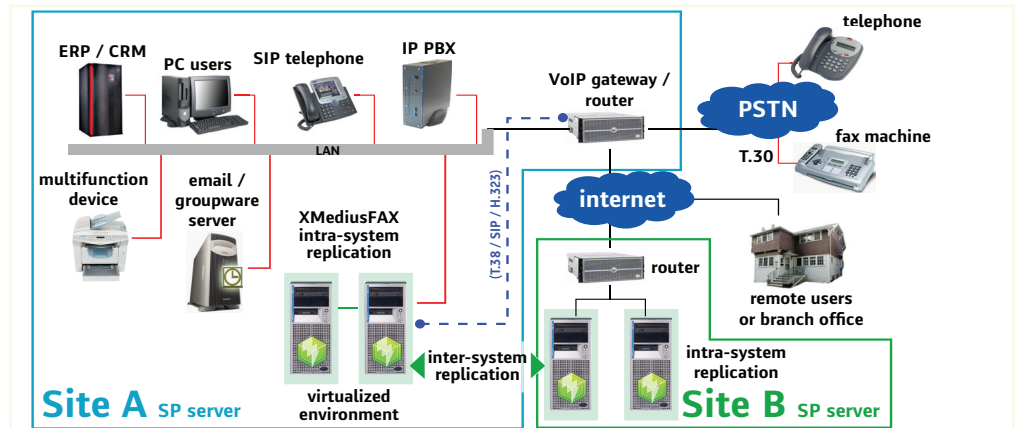 ERP / CRM
PC users
SIP telephone
IP PBX
VoIP gateway /
router
telephone
PSTN
fax machine
T.30
LAN
multifunction
device
email /
groupware
server
XMediusFAX
intra-system
replication
(T.38 / SIP / H.323)
internet
router
remote users
or branch office
inter-system
replication
intra-system
replication
virtualized
environment
Site A SP server
Site B SP server